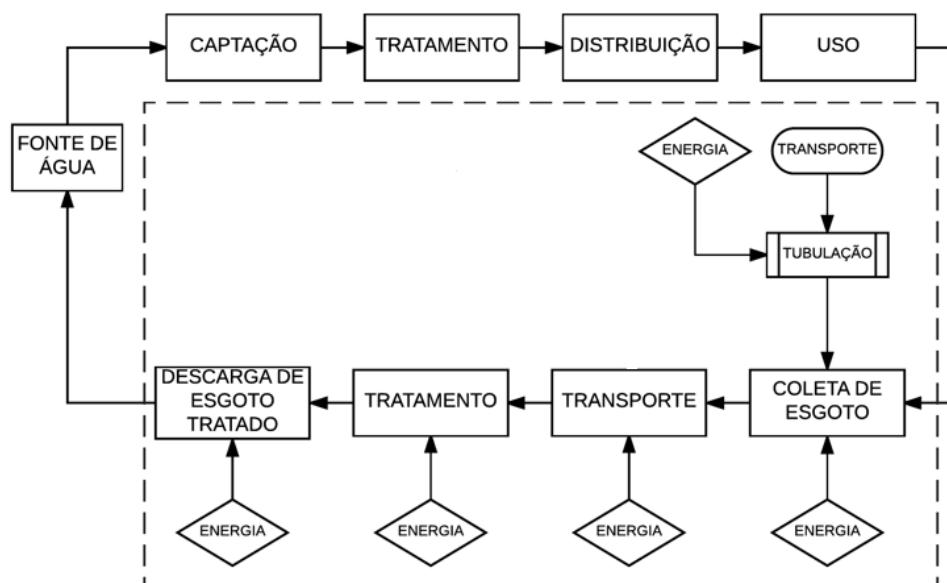 CAPTAÇÃO
TRATAMENTO
DISTRIBUIÇÃO
USO
FONTE DE
ÁGUA
ENERGIA
TRANSPORTE
TUBULAÇÃO
DESCARGA DE
ESGOTO
TRATADO
TRATAMENTO
TRANSPORTE
COLETA DE
ESGOTO
ENERGIA
ENERGIA
ENERGIA
ENERGIA